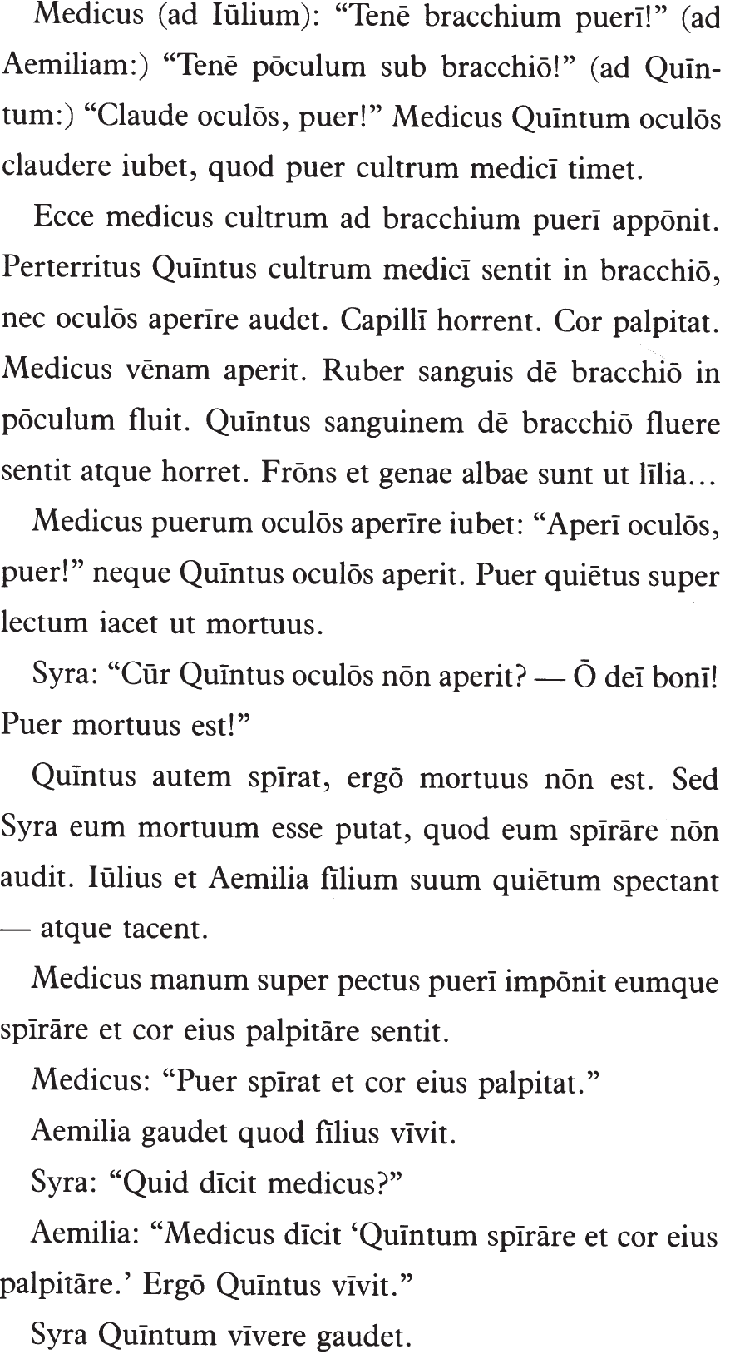 Medicus (ad Iūlium): “Tenē bracchium puerī!” (ad
Aemiliam:) “Tenē pōculum sub bracchiō!” (ad Quīn-
tum:) “Claude oculōs, puer!” Medicus Quīntum oculōs
claudere iubet, quod puer cultrum medicī timet.
Ecce medicus cultrum ad bracchium puerī appōnit.
Perterritus Quīntus cultrum medicī sentit in bracchiō,
nec oculōs aperīre audet. Capillī horrent. Cor palpitat.
Medicus vēnam aperit. Ruber sanguis dē bracchiō in
pōculum fluit. Quīntus sanguinem dē bracchiō fluere
sentit atque horret. Frōns et genae albae sunt ut līlia...
Medicus puerum oculōs aperīre iubet: “Aperī oculōs,
puer!” neque Quīntus oculōs aperit. Puer quiētus super
lectum iacet ut mortuus.
Syra: “Cūr Quīntus oculōs nōn aperit? — Ō deī bonī!
Puer mortuus est!”
Quīntus autem spīrat, ergō mortuus nōn est. Sed
Syra eum mortuum esse putat, quod eum spīrāre nōn
audit. Iūlius et Aemilia fīlium suum quiētum spectant
— atque tacent.
Medicus manum super pectus puerī impōnit eumque
spīrāre et cor eius palpitāre sentit.
Medicus: “Puer spīrat et cor eius palpitat.”
Aemilia gaudet quod fīlius vīvit.
Syra: “Quid dīcit medicus?”
Aemilia: “Medicus dīcit ‘Quīntum spīrāre et cor eius
palpitāre.’ Ergō Quīntus vīvit.”
Syra Quīntum vīvere gaudet.